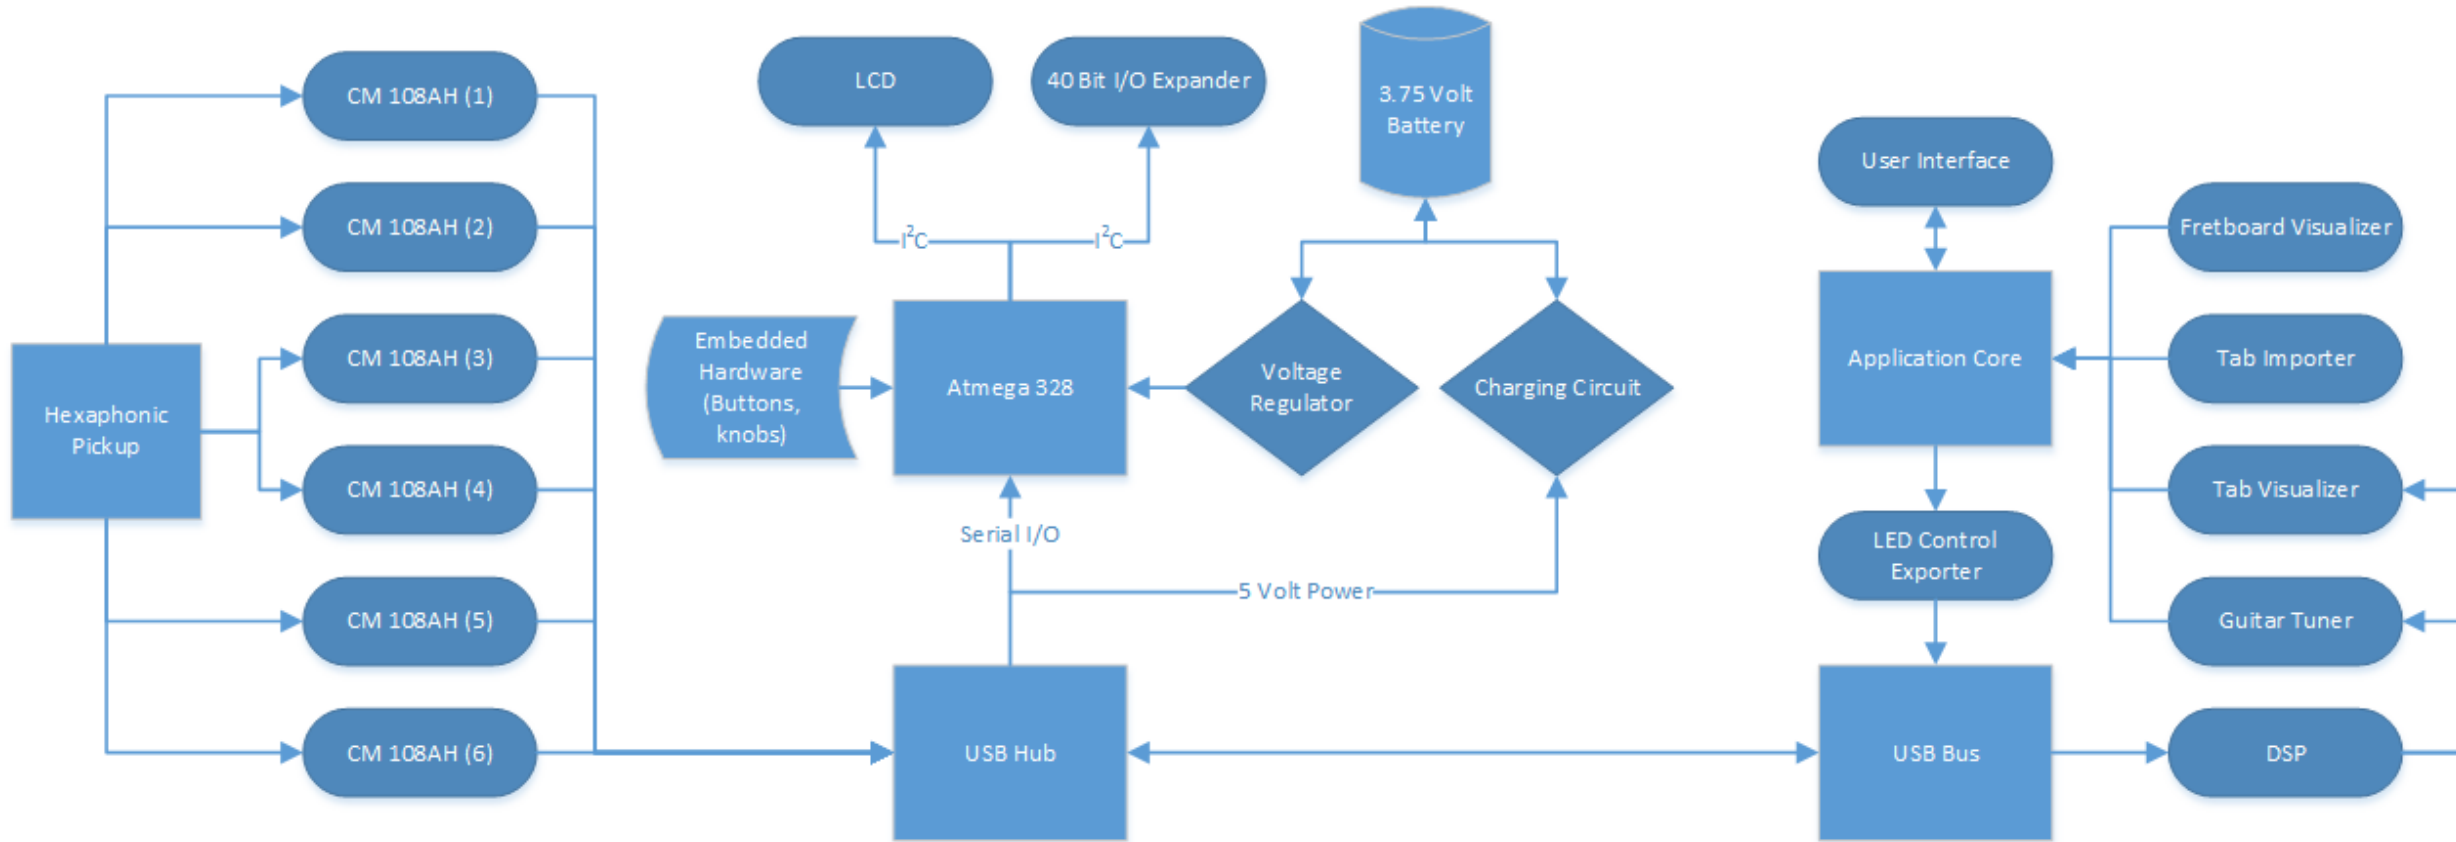 CM 108AH (1)
CM 108AH (2)
CM 108AH (3)
CM 108AH (4)
CM 108AH (5)
CM 108AH (6)
Hexaphonic
Pickup
LCD
40 Bit I/O Expander
I²C
I²C
Embedded
Hardware
(Buttons,
knobs)
Atmega 328
Serial I/O
5 Volt Power
USB Hub
3.75 Volt
Battery
Voltage
Regulator
Charging Circuit
User Interface
Application Core
LED Control
Exporter
USB Bus
Fretboard Visualizer
Tab Importer
Tab Visualizer
Guitar Tuner
DSP